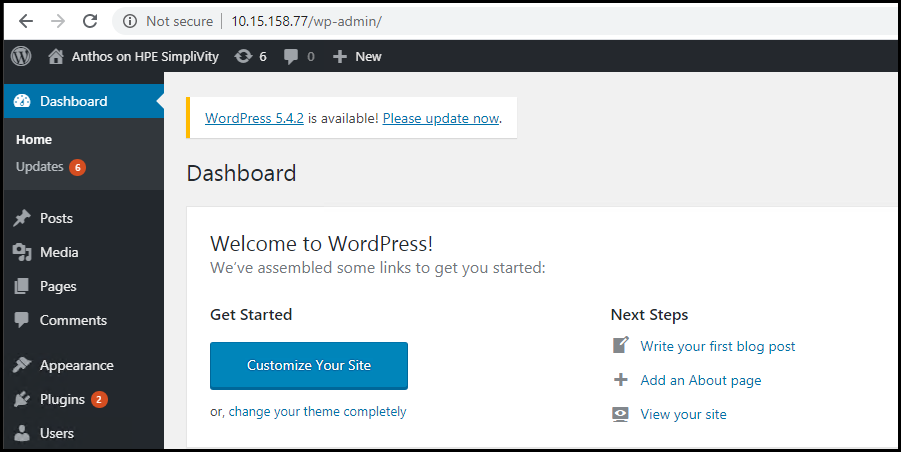 Not secure | 10.15.158.77/wp-admin/
Anthos on HPE SimpliVity 6 0 New
Dashboard
Home
Updates 6
Posts
Media
Pages
Comments
Appearance
Plugins 2
Users
WordPress 5.4.2 is available! Please update now.
Dashboard
Welcome to WordPress!
We've assembled some links to get you started:
Get Started
Customize Your Site
or, change your theme completely
Next Steps
Write your first blog post
Add an About page
View your site